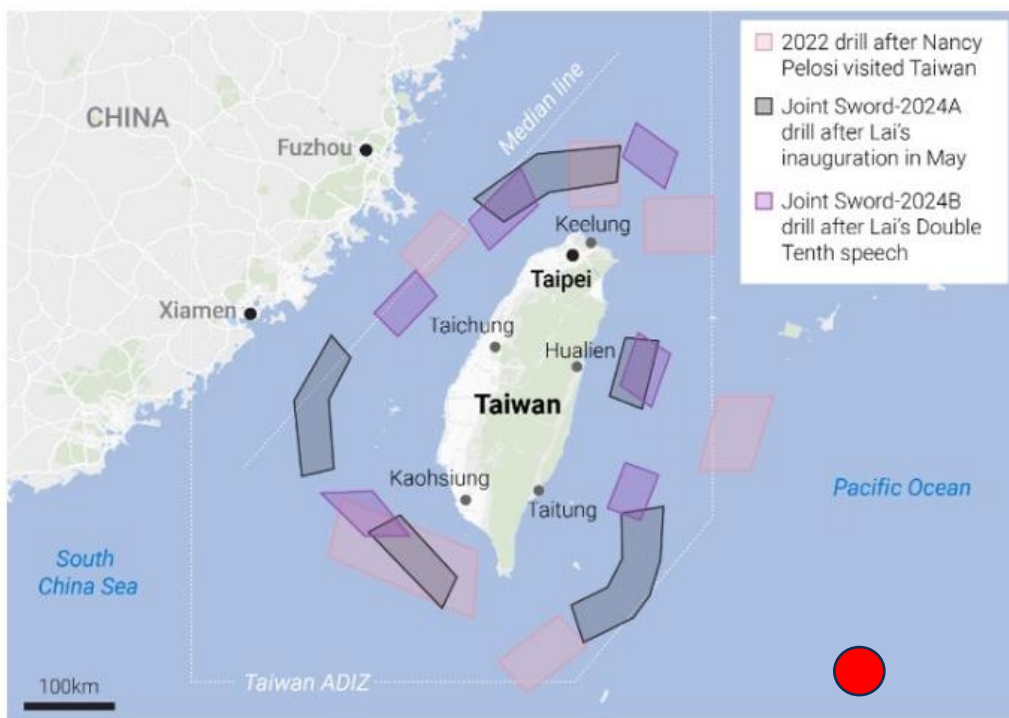 2022 drill after Nancy
Pelosi visited Taiwan
Joint Sword-2024A
drill after Lai's
inauguration in May
Joint Sword-2024B
drill after Lai's Double
Tenth speech
CHINA
Median line
Fuzhou
Keelung
Taipei
Xiamen
Taichung
Hualien
Taiwan
Kaohsiung
Taitung
Pacific Ocean
South
China Sea
Taiwan ADIZ
100km